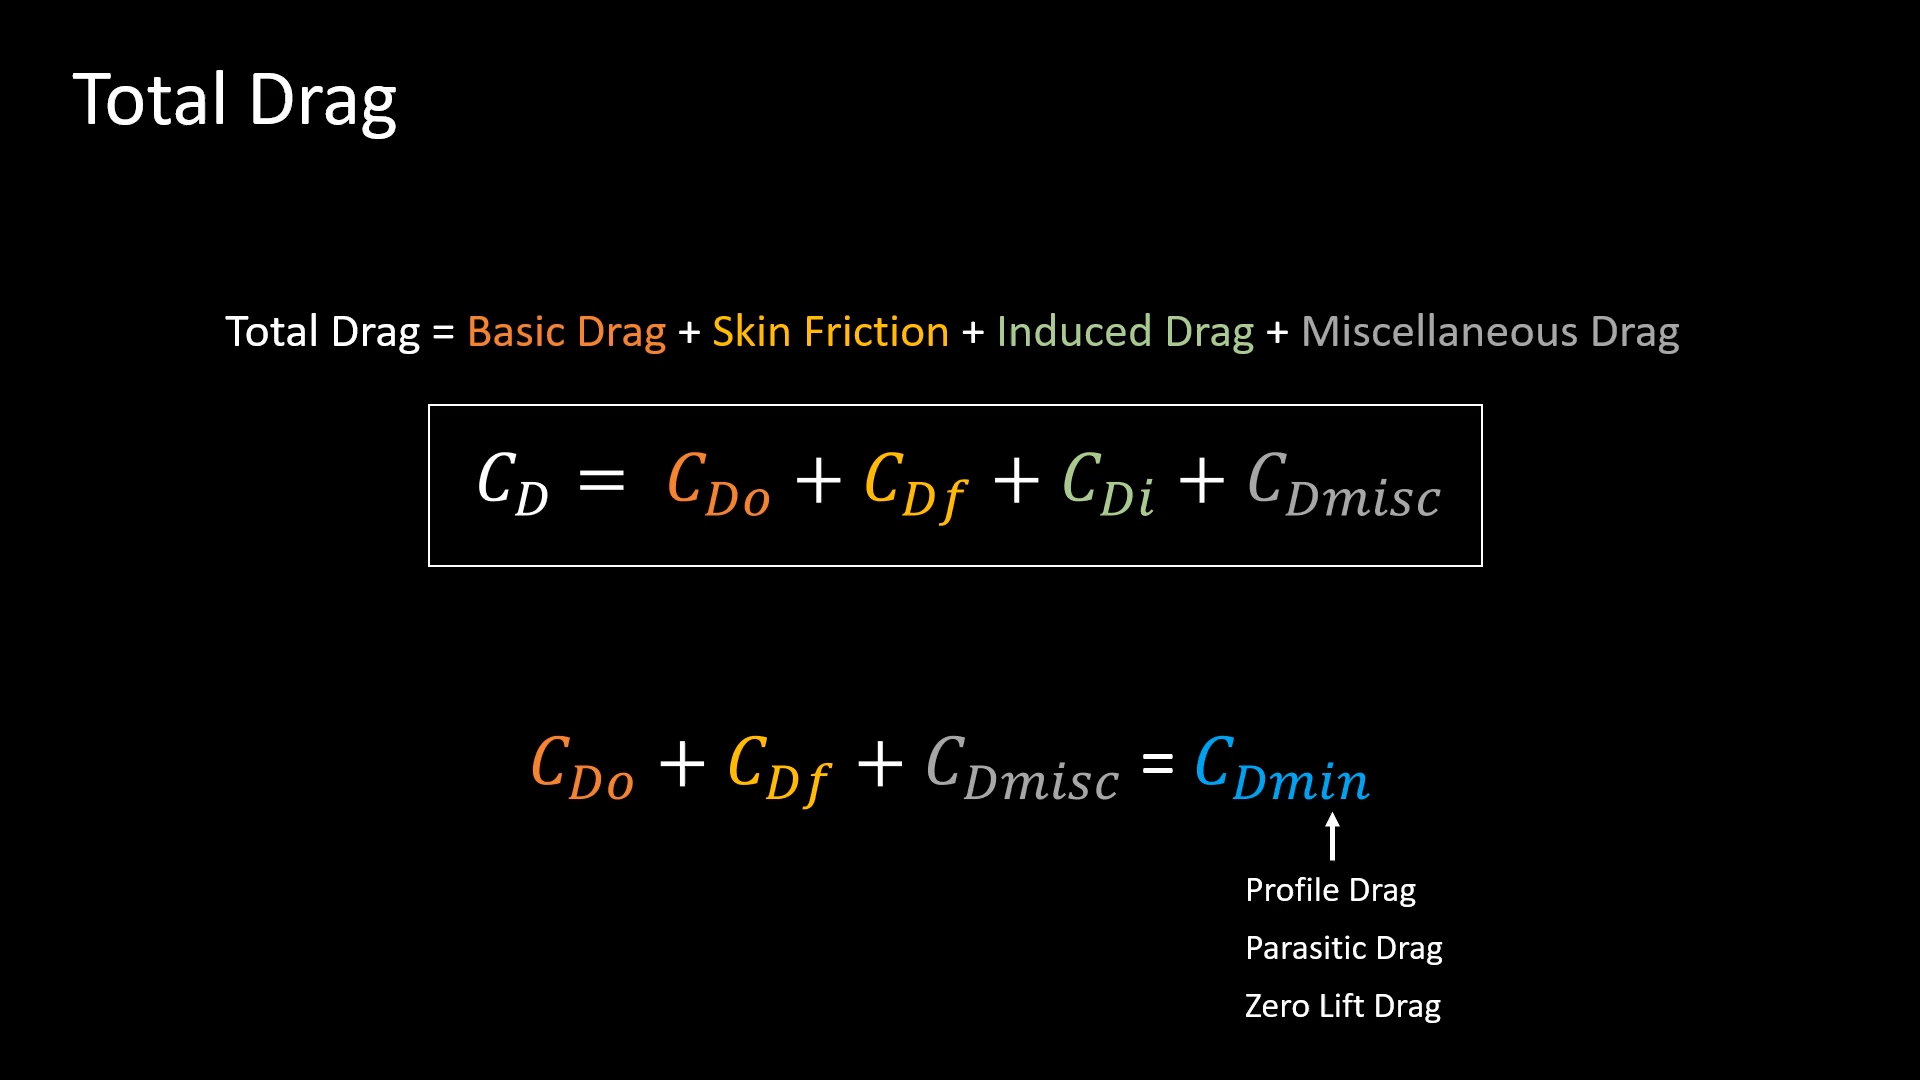 Total Drag
Total Drag = Basic Drag + Skin Friction + Induced Drag + Miscellaneous Drag
C_D = C_Do + C_Df + C_Di + C_Dmisc
C_Do + C_Df + C_Dmisc = C_Dmin
Profile Drag
Parasitic Drag
Zero Lift Drag